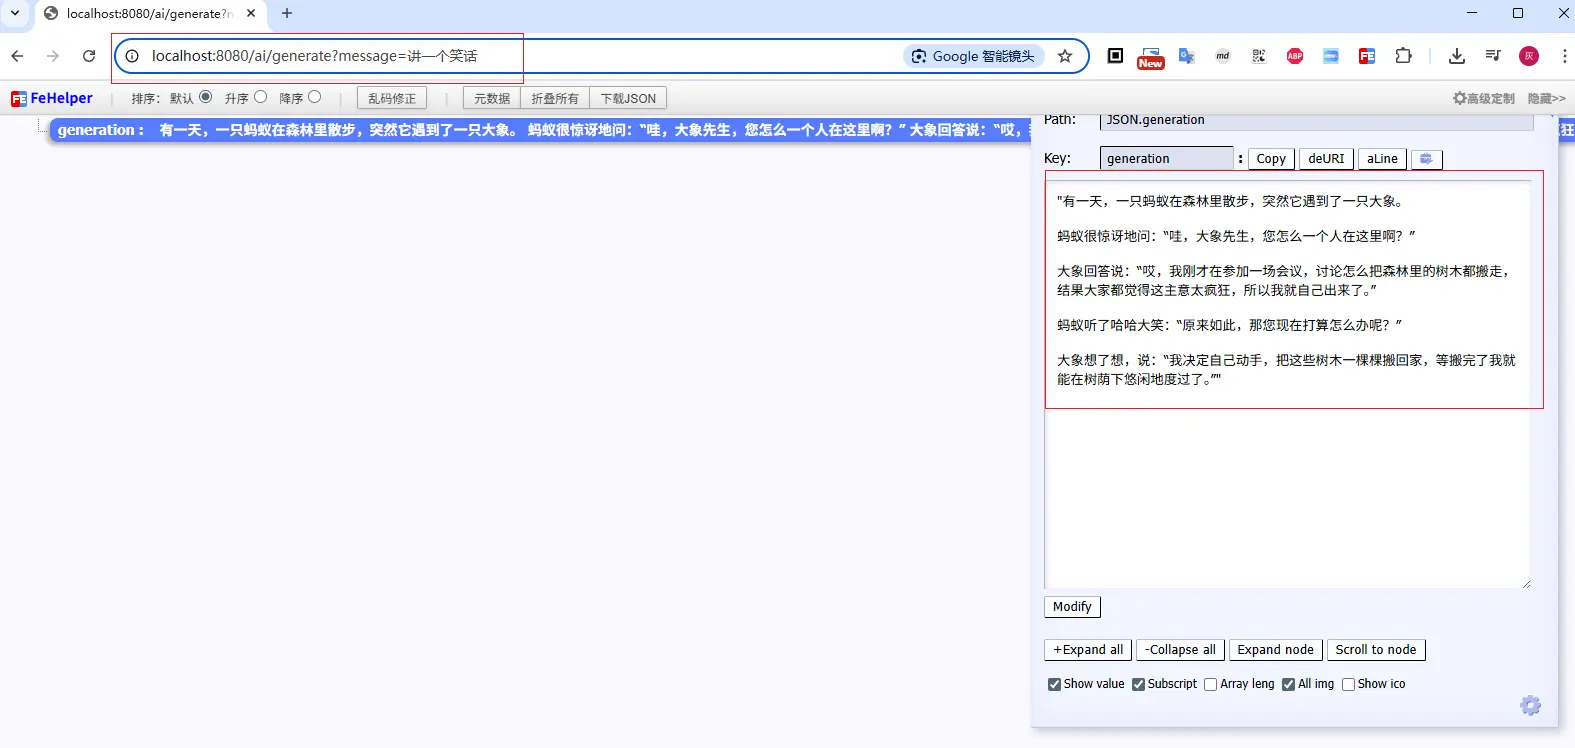 localhost:8080/ai/generate?n
localhost:8080/ai/generate?message=讲一个笑话
Google 智能镜头
New
md
ABP
FE
灰
FE FeHelper
排序： 默认 升序 降序
乱码修正
元数据 折叠所有 下载JSON
高级定制 隐藏>>
generation： 有一天，一只蚂蚁在森林里散步，突然它遇到了一只大象。 蚂蚁很惊讶地问：“哇，大象先生，您怎么一个人在这里啊？” 大象回答说：“哎，
狂
Path: JSON.generation
Key: generation : Copy deURI aLine
"有一天，一只蚂蚁在森林里散步，突然它遇到了一只大象。
蚂蚁很惊讶地问：“哇，大象先生，您怎么一个人在这里啊？”
大象回答说：“哎，我刚才在参加一场会议，讨论怎么把森林里的树木都搬走，
结果大家都觉得这主意太疯狂，所以我就自己出来了。”
蚂蚁听了哈哈大笑：“原来如此，那您现在打算怎么办呢？”
大象想了想，说：“我决定自己动手，把这些树木一棵棵搬回家，等搬完了我就
能在树荫下悠闲地度过了。”"
Modify
+Expand all -Collapse all Expand node Scroll to node
Show value Subscript Array leng All img Show ico